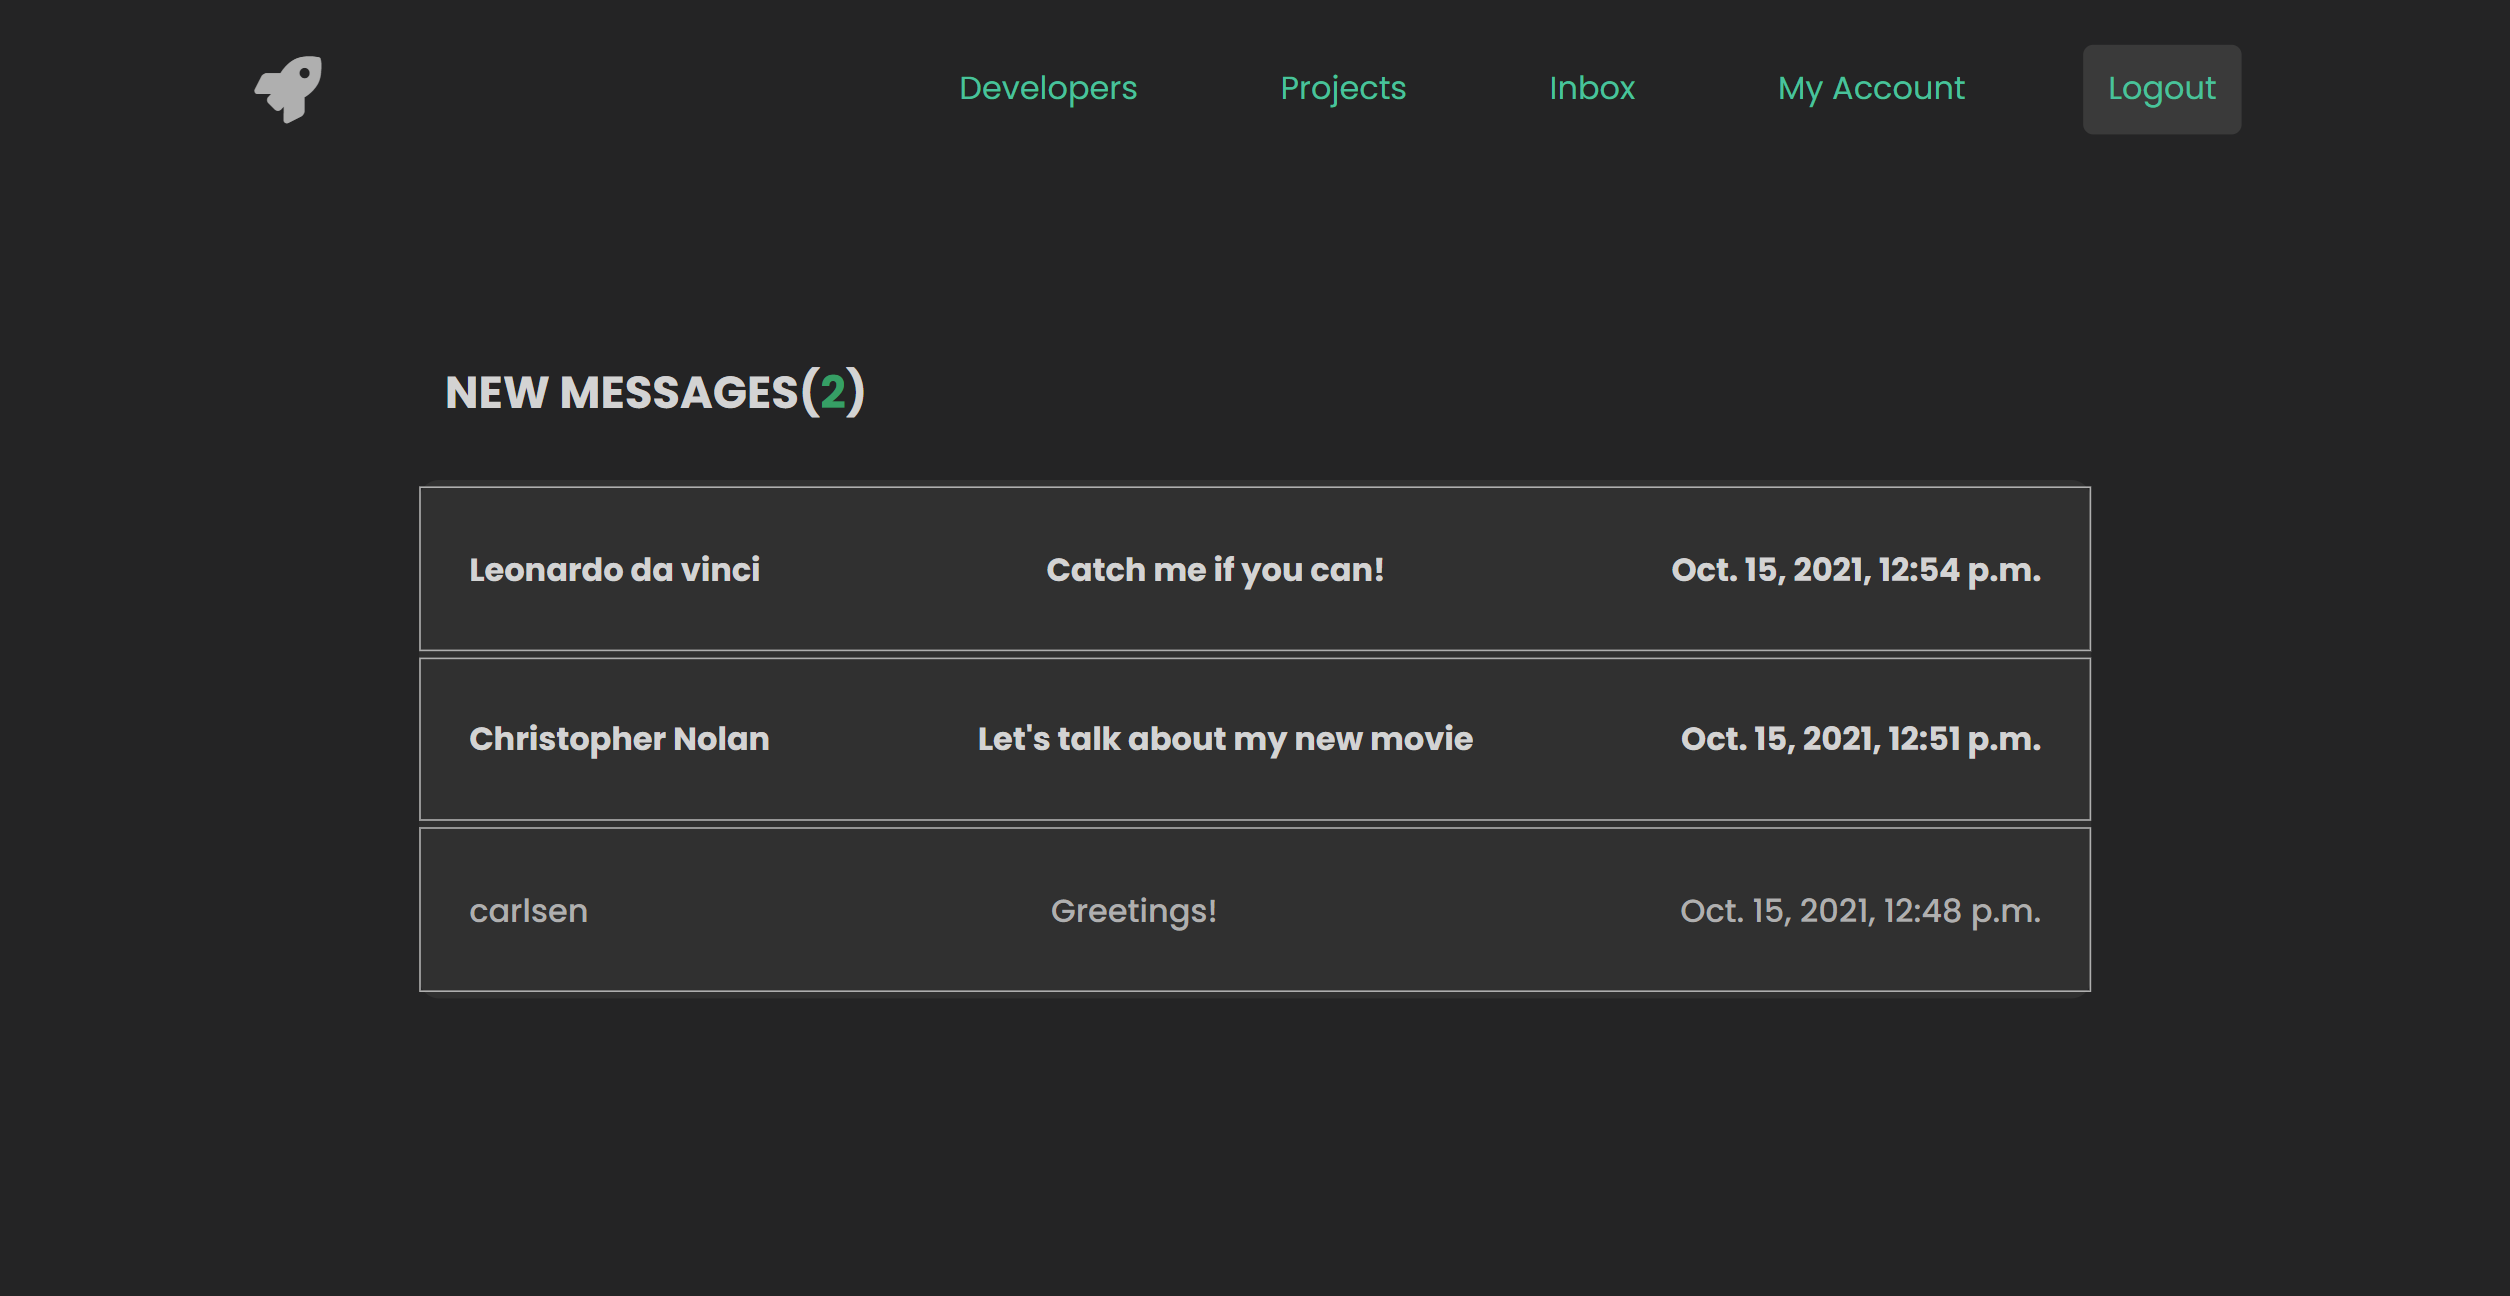 Developers Projects Inbox My Account Logout
NEW MESSAGES(2)
Leonardo da vinci Catch me if you can! Oct. 15, 2021, 12:54 p.m.
Christopher Nolan Let's talk about my new movie Oct. 15, 2021, 12:51 p.m.
carlsen Greetings! Oct. 15, 2021, 12:48 p.m.